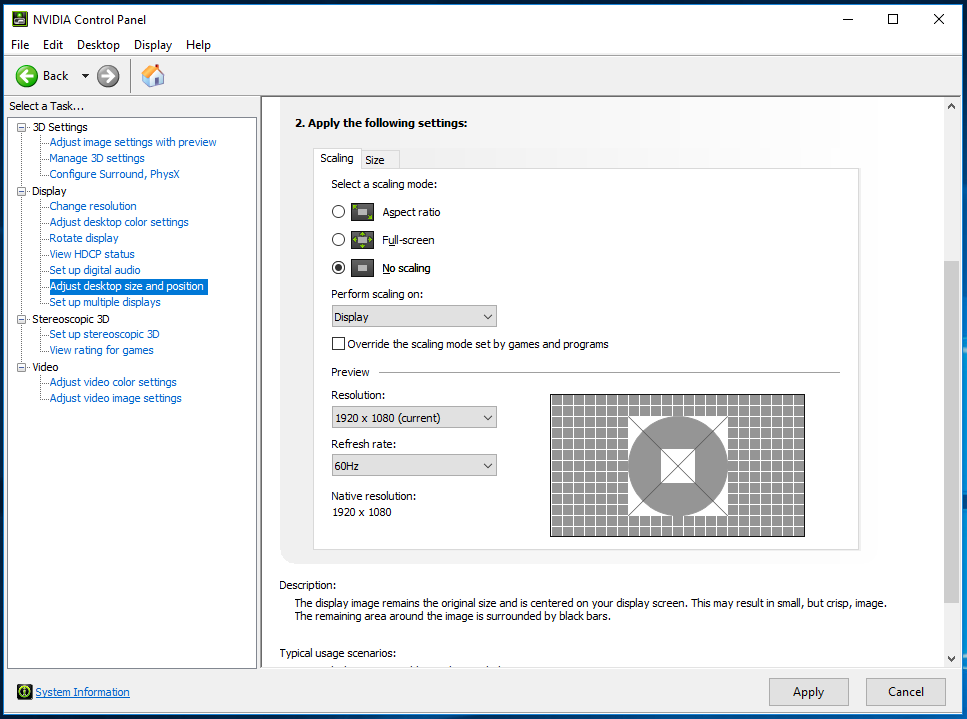 NVIDIA Control Panel
File Edit Desktop Display Help
Back
Select a Task...
3D Settings
Adjust image settings with preview
Manage 3D settings
Configure Surround, PhysX
Display
Change resolution
Adjust desktop color settings
Rotate display
View HDCP status
Set up digital audio
Adjust desktop size and position
Set up multiple displays
Stereoscopic 3D
Set up stereoscopic 3D
View rating for games
Video
Adjust video color settings
Adjust video image settings
System Information
2. Apply the following settings:
Scaling Size
Select a scaling mode:
Aspect ratio
Full-screen
No scaling
Perform scaling on:
Display
Override the scaling mode set by games and programs
Preview
Resolution:
1920 x 1080 (current)
Refresh rate:
60Hz
Native resolution:
1920 x 1080
Description:
The display image remains the original size and is centered on your display screen. This may result in small, but crisp, image.
The remaining area around the image is surrounded by black bars.
Typical usage scenarios:
Apply Cancel